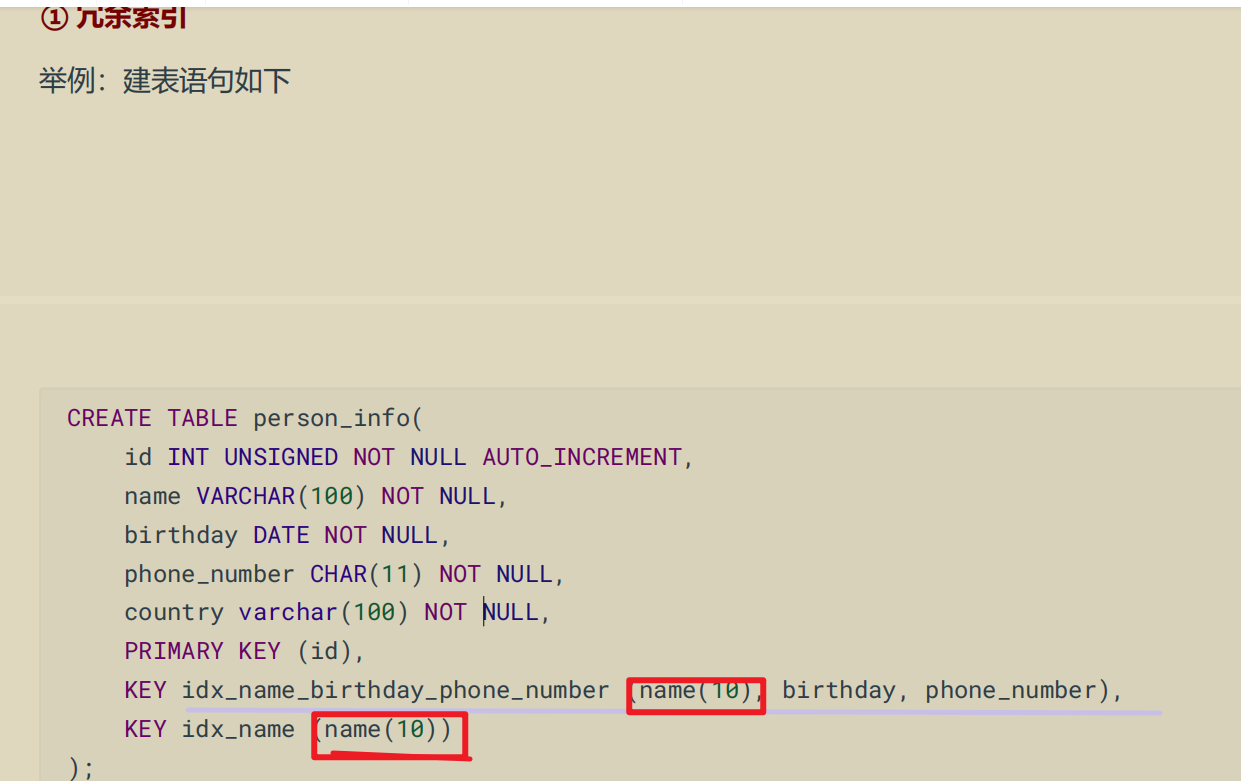 ① 冗余索引
举例：建表语句如下
CREATE TABLE person_info(
id INT UNSIGNED NOT NULL AUTO_INCREMENT,
name VARCHAR(100) NOT NULL,
birthday DATE NOT NULL,
phone_number CHAR(11) NOT NULL,
country varchar(100) NOT NULL,
PRIMARY KEY (id),
KEY idx_name_birthday_phone_number (name(10), birthday, phone_number),
KEY idx_name (name(10))
);